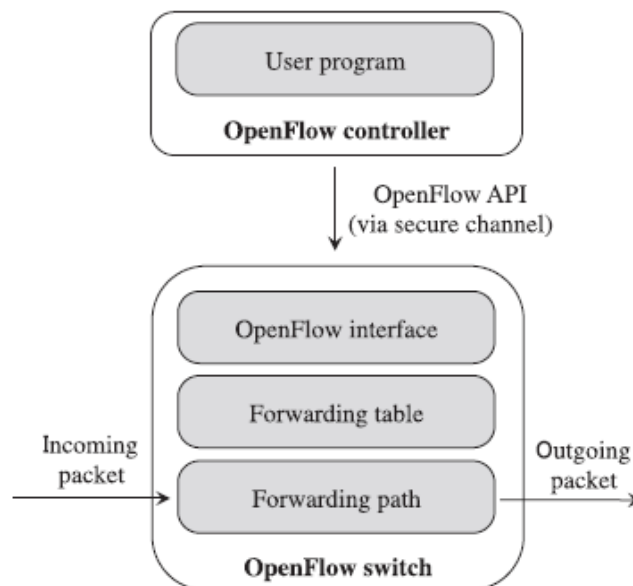 User program
OpenFlow controller
OpenFlow API
(via secure channel)
OpenFlow interface
Forwarding table
Incoming
packet
Forwarding path
Outgoing
packet
OpenFlow switch